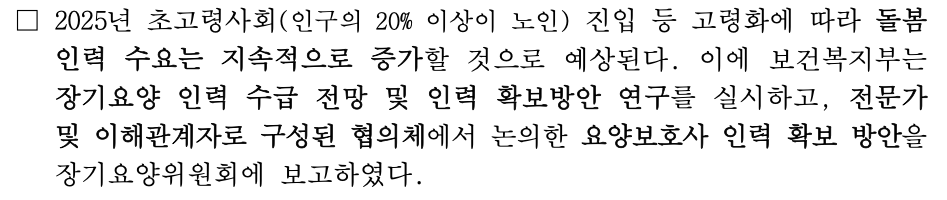 □ 2025년 초고령사회(인구의 20% 이상이 노인) 진입 등 고령화에 따라 돌봄
인력 수요는 지속적으로 증가할 것으로 예상된다. 이에 보건복지부는
장기요양 인력 수급 전망 및 인력 확보방안 연구를 실시하고, 전문가
및 이해관계자로 구성된 협의체에서 논의한 요양보호사 인력 확보 방안을
장기요양위원회에 보고하였다.